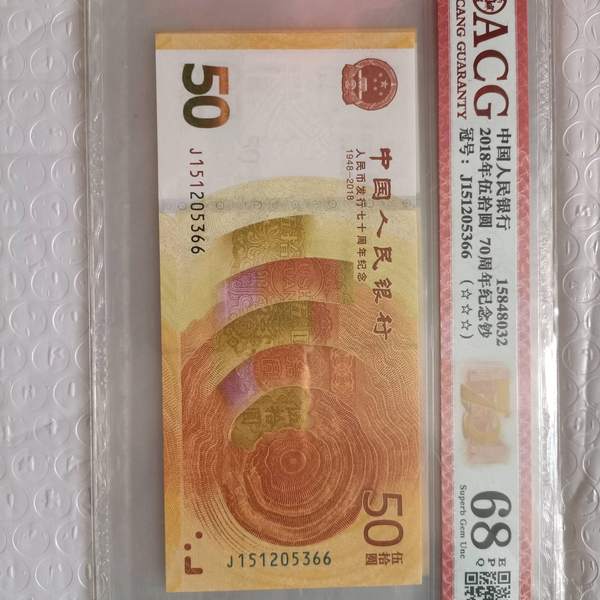 50
J151205366
中国人民银行
人民币发行七十周年纪念
1948-2018
50
伍拾圆
J151205366
ACG
CANG GUARANTY
中国人民银行 15848032
2018年伍拾圆 70周年纪念钞
冠号：J151205366 (☆☆☆)
68 EPQ
Superb Gem Unc